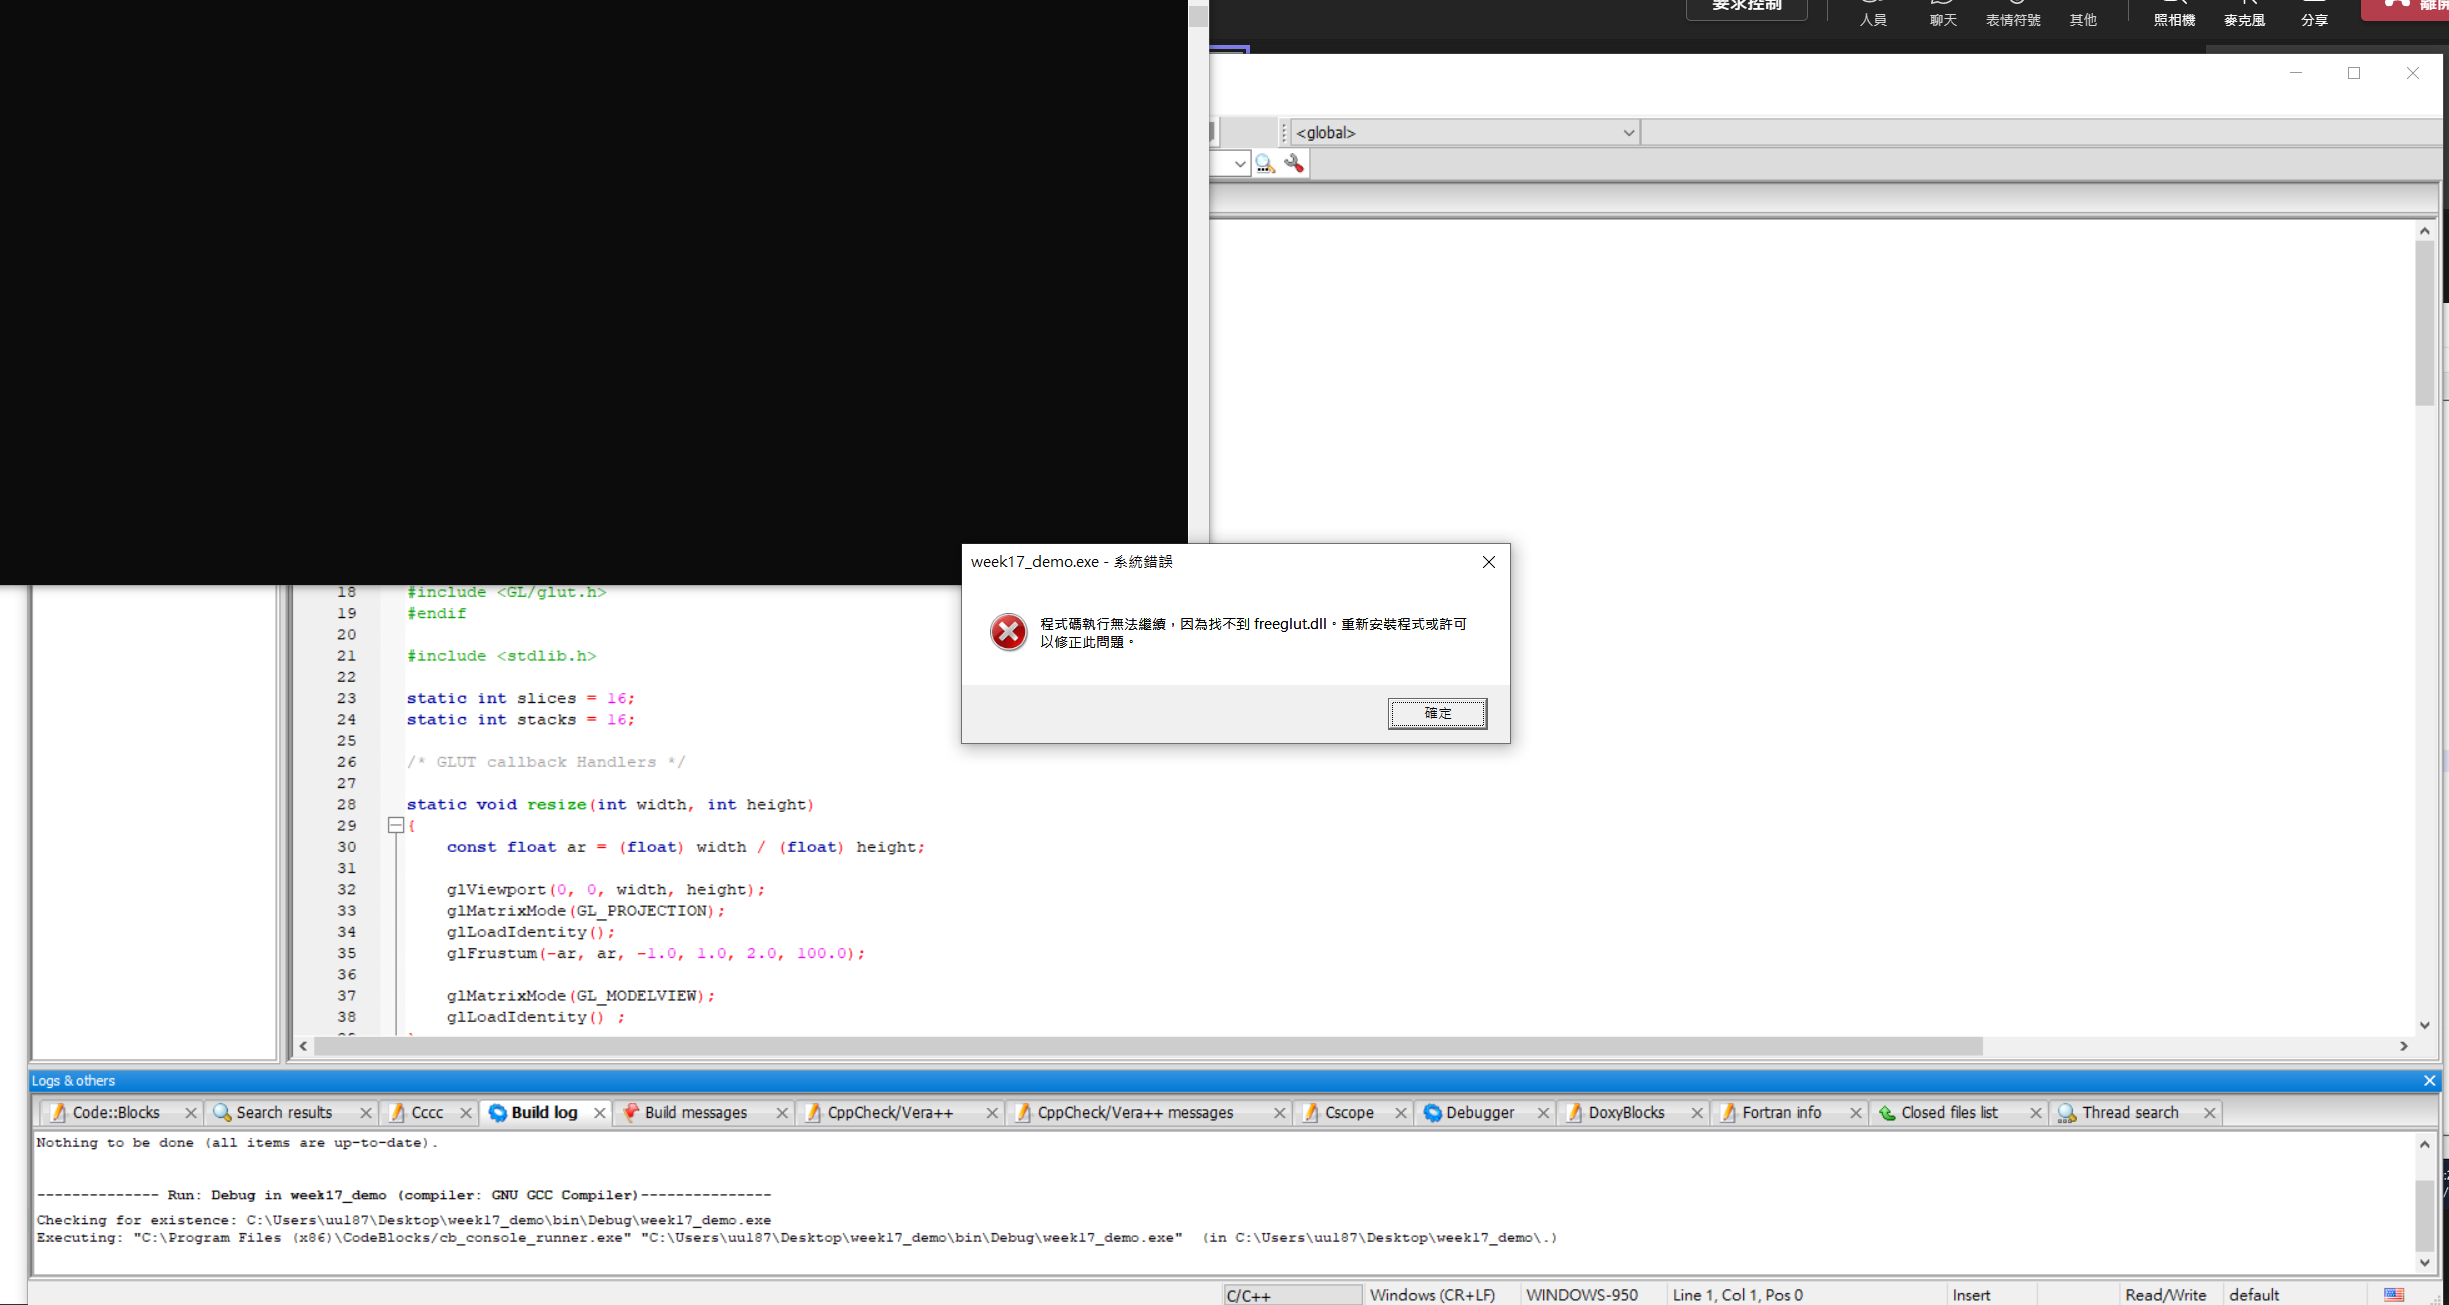 要求控制
人員 聊天 表情符號 其他 照相機 麥克風 分享
<global>
week17_demo.exe - 系統錯誤
程式碼執行無法繼續，因為找不到 freeglut.dll。重新安裝程式或許可
以修正此問題。
確定
18 #include <GL/glut.h>
19 #endif
20
21 #include <stdlib.h>
22
23 static int slices = 16;
24 static int stacks = 16;
25
26 /* GLUT callback Handlers */
27
28 static void resize(int width, int height)
29 {
30 const float ar = (float) width / (float) height;
31
32 glViewport(0, 0, width, height);
33 glMatrixMode(GL_PROJECTION);
34 glLoadIdentity();
35 glFrustum(-ar, ar, -1.0, 1.0, 2.0, 100.0);
36
37 glMatrixMode(GL_MODELVIEW);
38 glLoadIdentity() ;
Logs & others
Code::Blocks Search results Cccc Build log Build messages CppCheck/Vera++ CppCheck/Vera++ messages Cscope Debugger DoxyBlocks Fortran info Closed files list Thread search
Nothing to be done (all items are up-to-date).
-------------- Run: Debug in week17_demo (compiler: GNU GCC Compiler)---------------
Checking for existence: C:\Users\uu187\Desktop\week17_demo\bin\Debug\week17_demo.exe
Executing: "C:\Program Files (x86)\CodeBlocks/cb_console_runner.exe" "C:\Users\uu187\Desktop\week17_demo\bin\Debug\week17_demo.exe" (in C:\Users\uu187\Desktop\week17_demo\.)
C/C++ Windows (CR+LF) WINDOWS-950 Line 1, Col 1, Pos 0 Insert Read/Write default